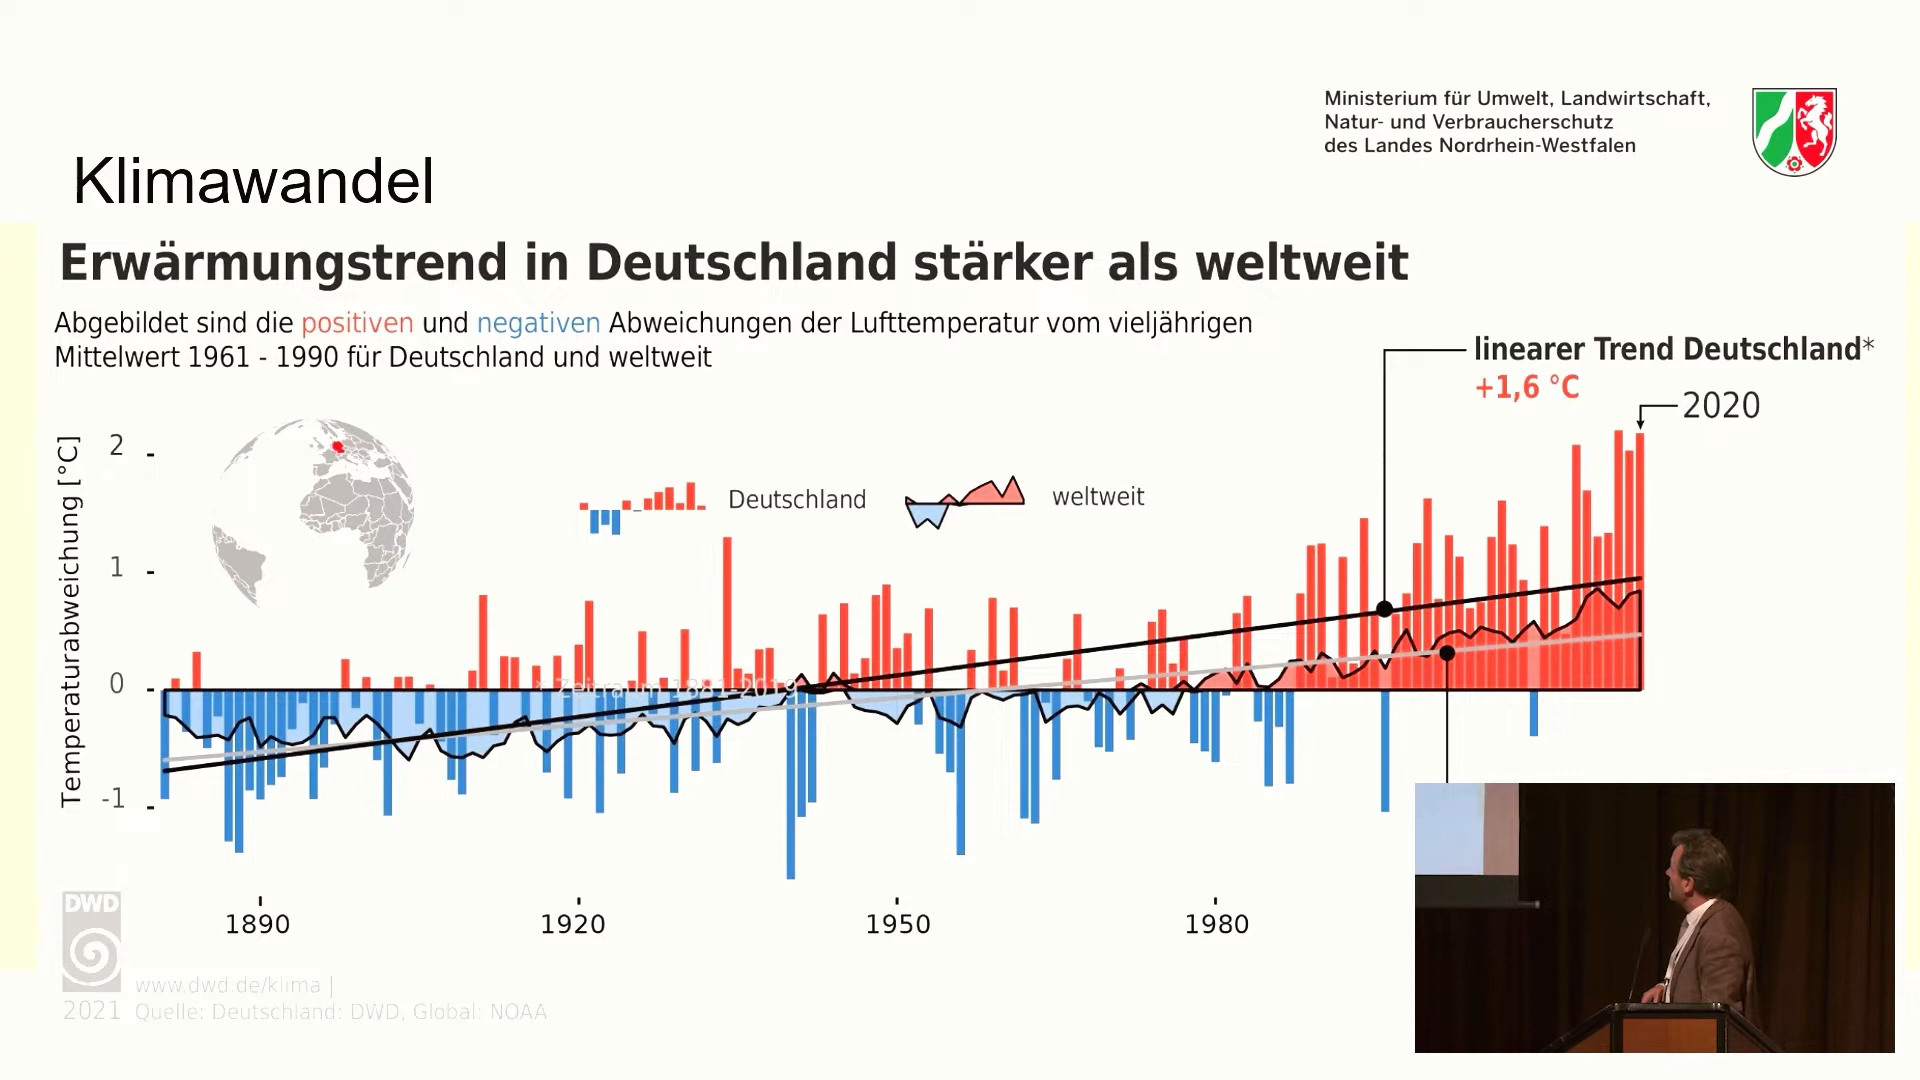 Ministerium für Umwelt, Landwirtschaft,
Natur- und Verbraucherschutz
des Landes Nordrhein-Westfalen
Klimawandel
Erwärmungstrend in Deutschland stärker als weltweit
Abgebildet sind die positiven und negativen Abweichungen der Lufttemperatur vom vieljährigen
Mittelwert 1961 - 1990 für Deutschland und weltweit
linearer Trend Deutschland*
+1,6 °C
2020
Temperaturabweichung [°C]
2
1
0
-1
Deutschland
weltweit
* Zeitraum 1881-2019
1890
1920
1950
1980
DWD
www.dwd.de/klima |
2021 Quelle: Deutschland: DWD, Global: NOAA